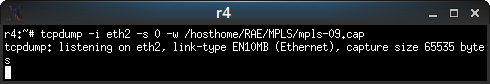 r4
r4:~# tcpdump -i eth2 -s 0 -w /hosthome/RAE/MPLS/mpls-09.cap
tcpdump: listening on eth2, link-type EN10MB (Ethernet), capture size 65535 byte
s